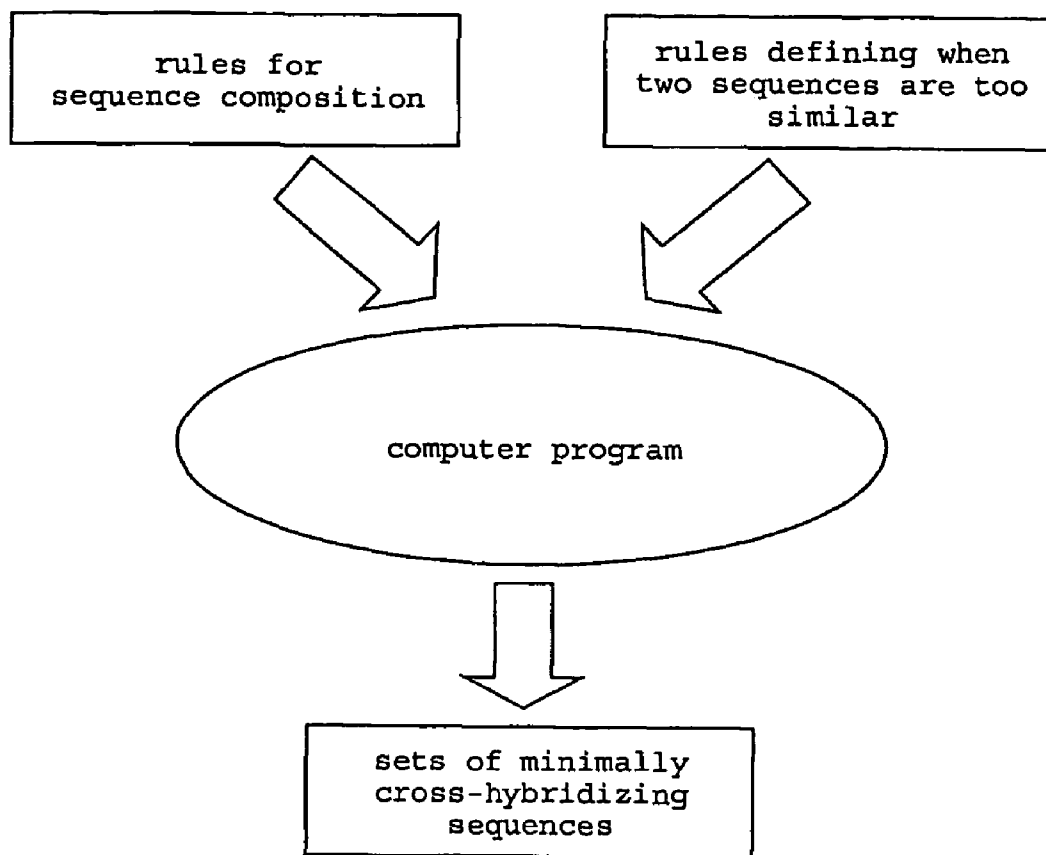 rules for
sequence composition
rules defining when
two sequences are too
similar
computer program
sets of minimally
cross-hybridizing
sequences